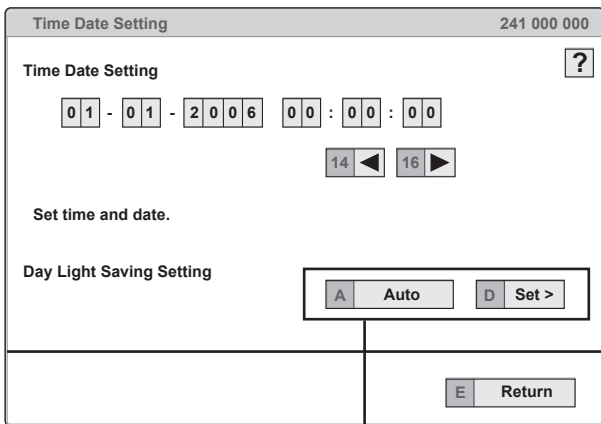 Time Date Setting 241 000 000
Time Date Setting ?
01 - 01 - 2006 00 : 00 : 00
14 ◀ 16 ▶
Set time and date.
Day Light Saving Setting
A Auto D Set >
E Return